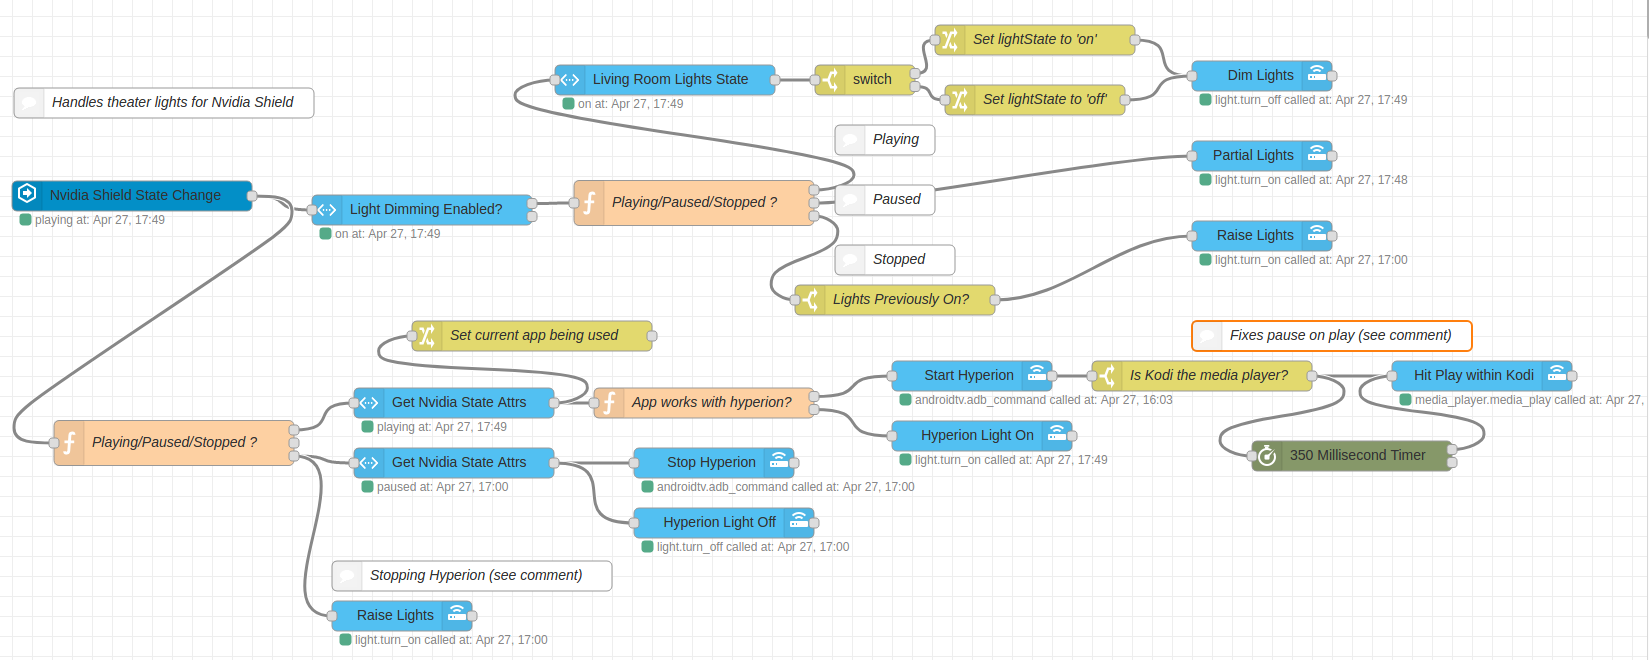 Set lightState to 'on'
Living Room Lights State
on at: Apr 27, 17:49
switch
Set lightState to 'off'
Dim Lights
light.turn_off called at: Apr 27, 17:49
Handles theater lights for Nvidia Shield
Playing
Partial Lights
light.turn_on called at: Apr 27, 17:48
Nvidia Shield State Change
playing at: Apr 27, 17:49
Light Dimming Enabled?
on at: Apr 27, 17:49
Playing/Paused/Stopped ?
Paused
Raise Lights
light.turn_on called at: Apr 27, 17:00
Stopped
Lights Previously On?
Set current app being used
Fixes pause on play (see comment)
Start Hyperion
androidtv.adb_command called at: Apr 27, 16:03
Is Kodi the media player?
Hit Play within Kodi
media_player.media_play called at: Apr 27,
Get Nvidia State Attrs
playing at: Apr 27, 17:49
App works with hyperion?
Hyperion Light On
light.turn_on called at: Apr 27, 17:49
350 Millisecond Timer
Playing/Paused/Stopped ?
Get Nvidia State Attrs
paused at: Apr 27, 17:00
Stop Hyperion
androidtv.adb_command called at: Apr 27, 17:00
Hyperion Light Off
light.turn_off called at: Apr 27, 17:00
Stopping Hyperion (see comment)
Raise Lights
light.turn_on called at: Apr 27, 17:00